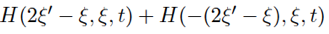 H(2ξ′ − ξ, ξ, t) + H(−(2ξ′ − ξ), ξ, t)